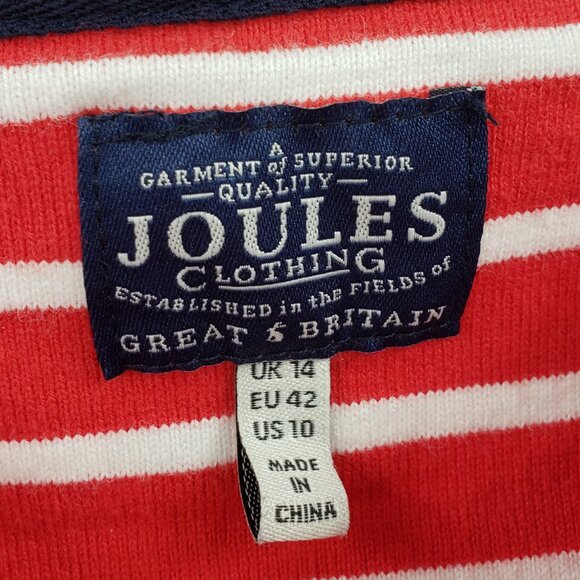 A
GARMENT of SUPERIOR
QUALITY
JOULES
CLOTHING
ESTABLISHED in the FIELDS of
GREAT & BRITAIN
UK 14
EU 42
US 10
MADE
IN
CHINA